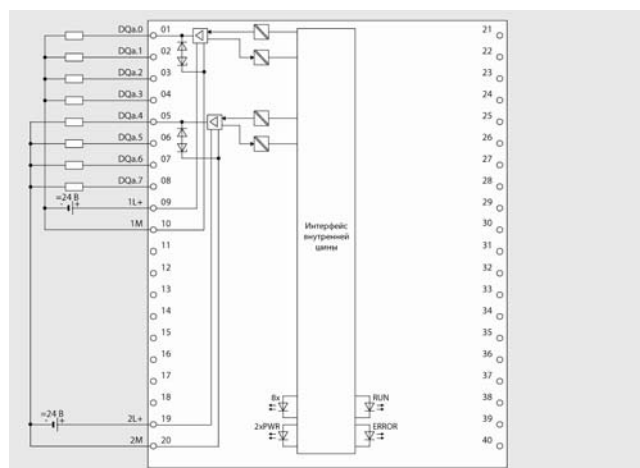 DQa.0 01 21
DQa.1 02 22
DQa.2 03 23
DQa.3 04 24
DQa.4 05 25
DQa.5 06 26
DQa.6 07 27
DQa.7 08 28
=24 В
- +
1L+ 09 29
1M 10 30
Интерфейс
внутренней
шины
11 31
12 32
13 33
14 34
15 35
16 36
17 37
18 8x RUN 38
=24 В
- +
2L+ 19 39
2M 20 2xPWR ERROR 40